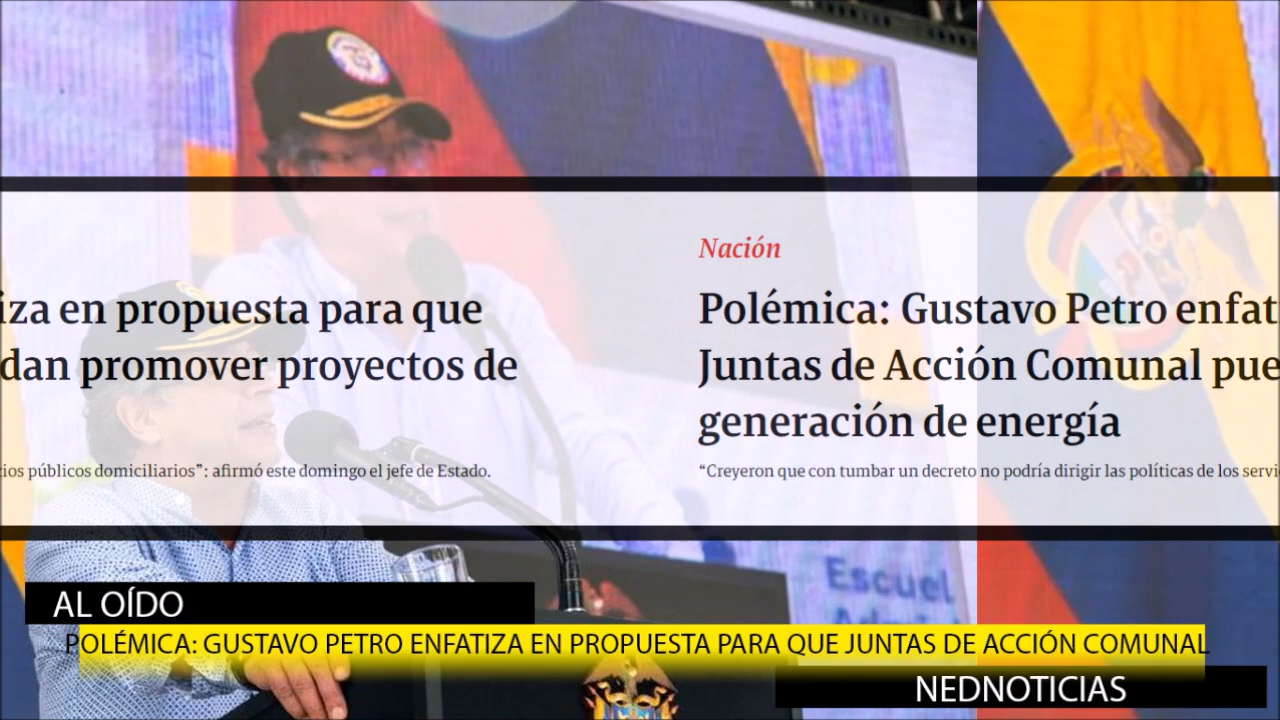 Nación
iza en propuesta para que
dan promover proyectos de
ios públicos domiciliarios”: afirmó este domingo el jefe de Estado.
Polémica: Gustavo Petro enfat
Juntas de Acción Comunal pue
generación de energía
“Creyeron que con tumbar un decreto no podría dirigir las políticas de los servi
Escuel
AL OÍDO
POLÉMICA: GUSTAVO PETRO ENFATIZA EN PROPUESTA PARA QUE JUNTAS DE ACCIÓN COMUNAL
NEDNOTICIAS